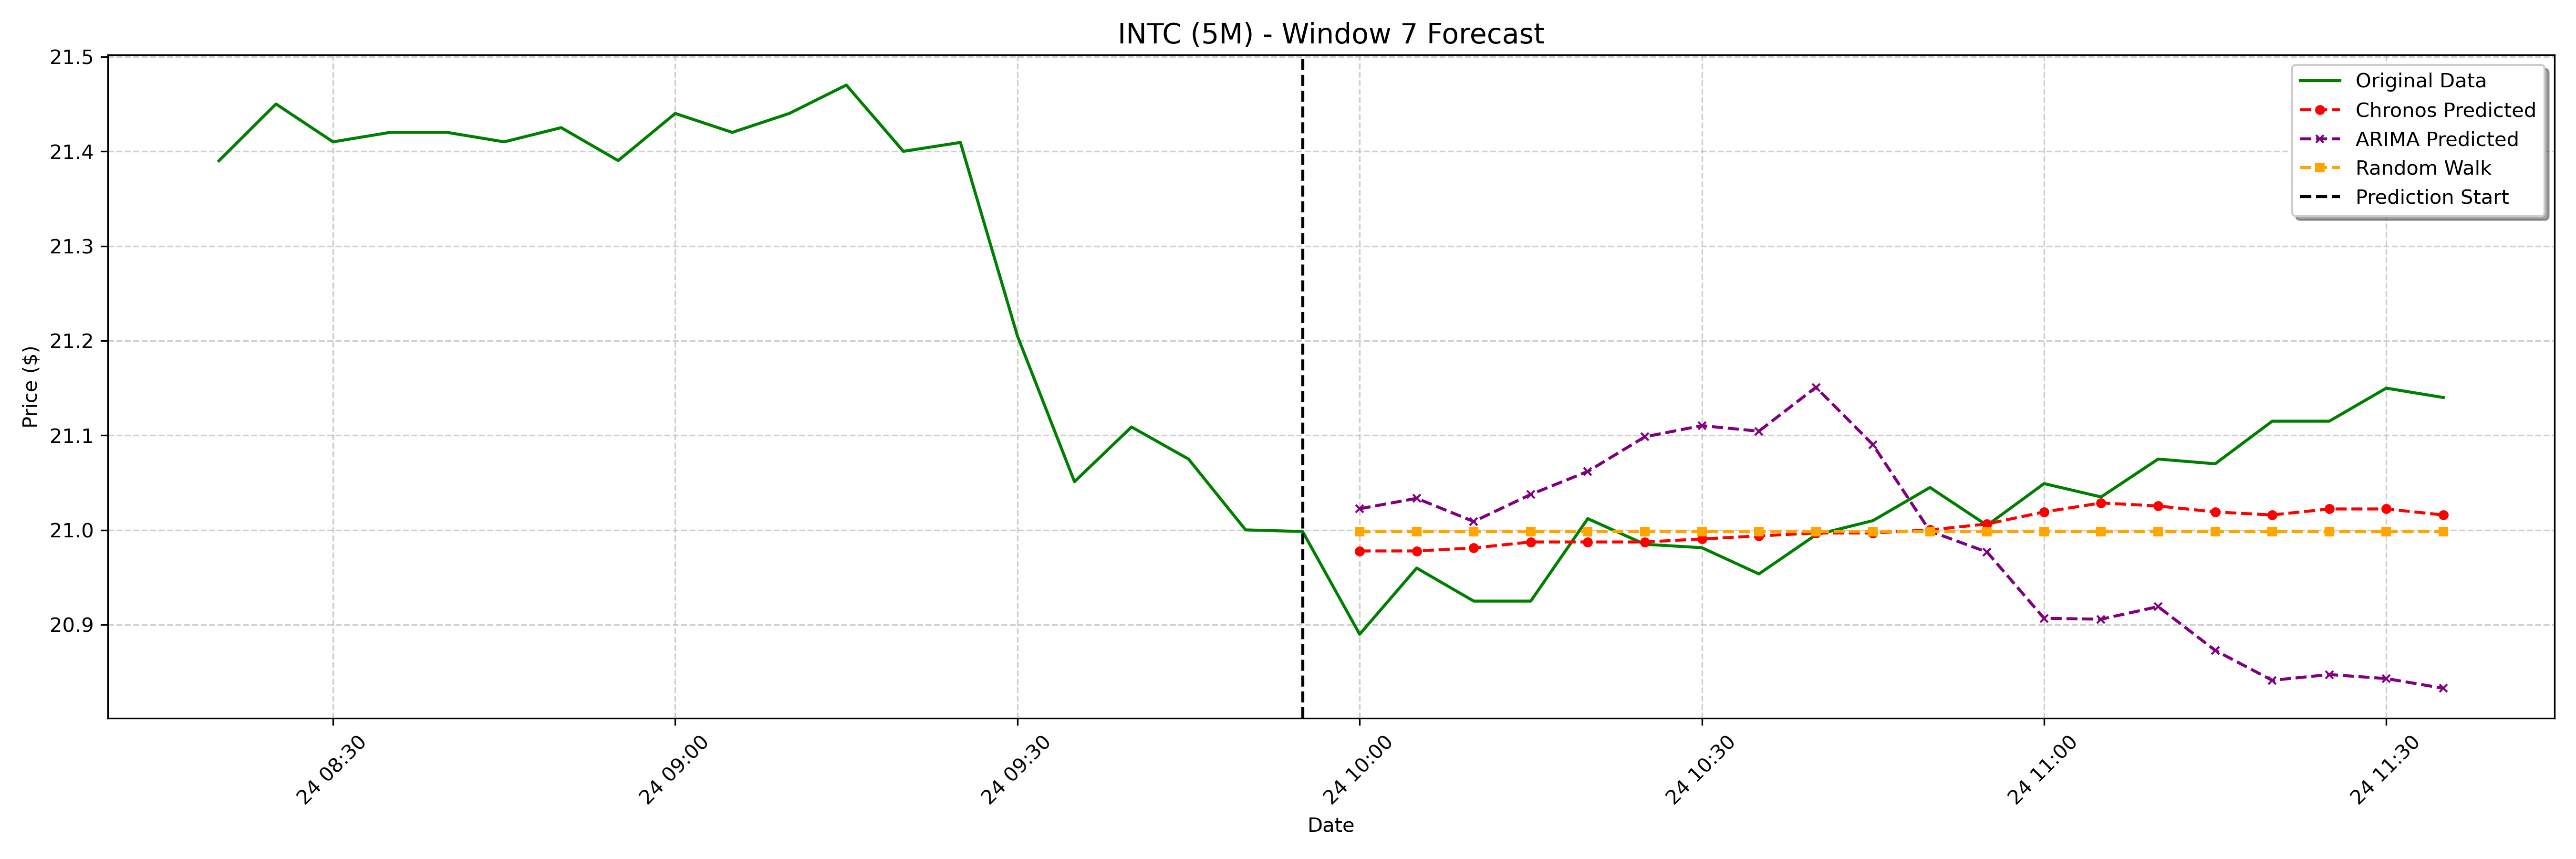 INTC (5M) - Window 7 Forecast
Original Data
Chronos Predicted
ARIMA Predicted
Random Walk
Prediction Start
Price ($)
21.5
21.4
21.3
21.2
21.1
21.0
20.9
24 08:30
24 09:00
24 09:30
24 10:00
24 10:30
24 11:00
24 11:30
Date